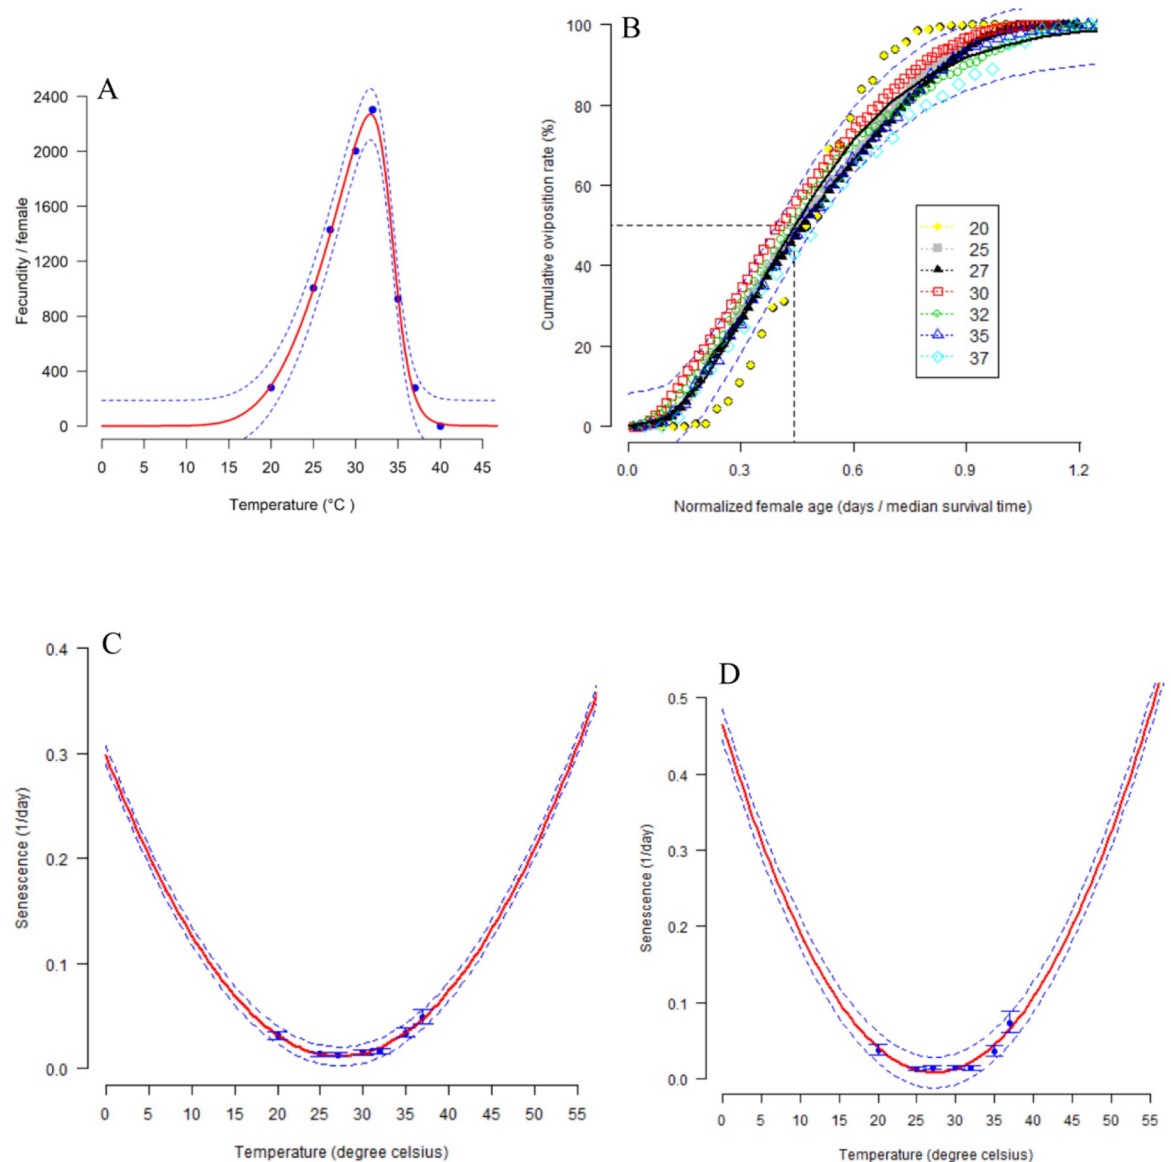 A
2400
2000
1600
1200
800
400
0
Fecundity / female
0 5 10 15 20 25 30 35 40 45
Temperature (°C )
B
100
80
60
40
20
0
Cumulative oviposition rate (%)
20
25
27
30
32
35
37
0.0 0.3 0.6 0.9 1.2
Normalized female age (days / median survival time)
C
0.4
0.3
0.2
0.1
0.0
Senescence (1/day)
0 5 10 15 20 25 30 35 40 45 50 55
Temperature (degree celsius)
D
0.5
0.4
0.3
0.2
0.1
0.0
Senescence (1/day)
0 5 10 15 20 25 30 35 40 45 50 55
Temperature (degree celsius)